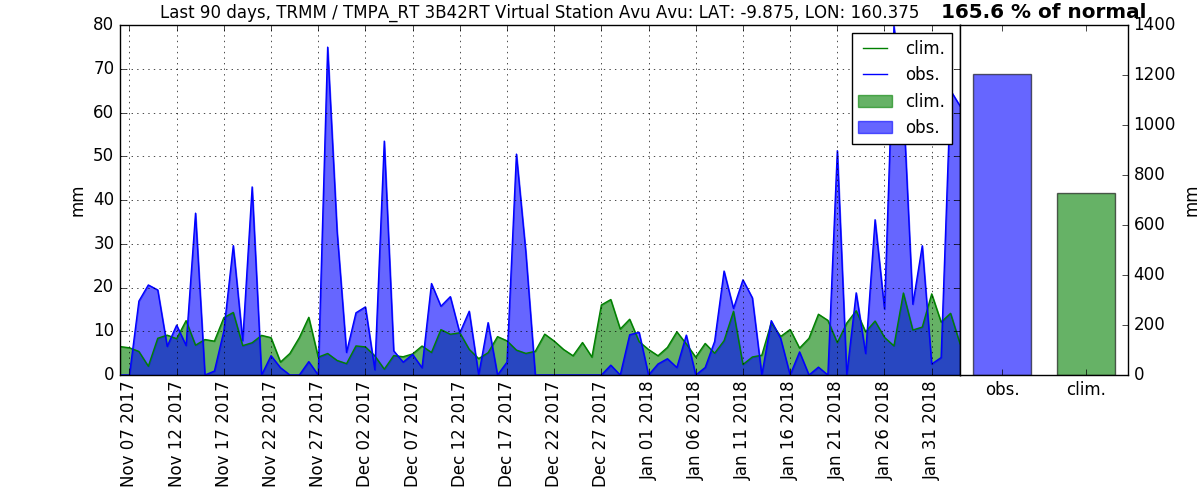 Last 90 days, TRMM / TMPA_RT 3B42RT Virtual Station Avu Avu: LAT: -9.875, LON: 160.375
165.6 % of normal
80
70
60
50
40
30
20
10
0
mm
clim.
obs.
clim.
obs.
1400
1200
1000
800
600
400
200
0
mm
obs.
clim.
Nov 07 2017
Nov 12 2017
Nov 17 2017
Nov 22 2017
Nov 27 2017
Dec 02 2017
Dec 07 2017
Dec 12 2017
Dec 17 2017
Dec 22 2017
Dec 27 2017
Jan 01 2018
Jan 06 2018
Jan 11 2018
Jan 16 2018
Jan 21 2018
Jan 26 2018
Jan 31 2018